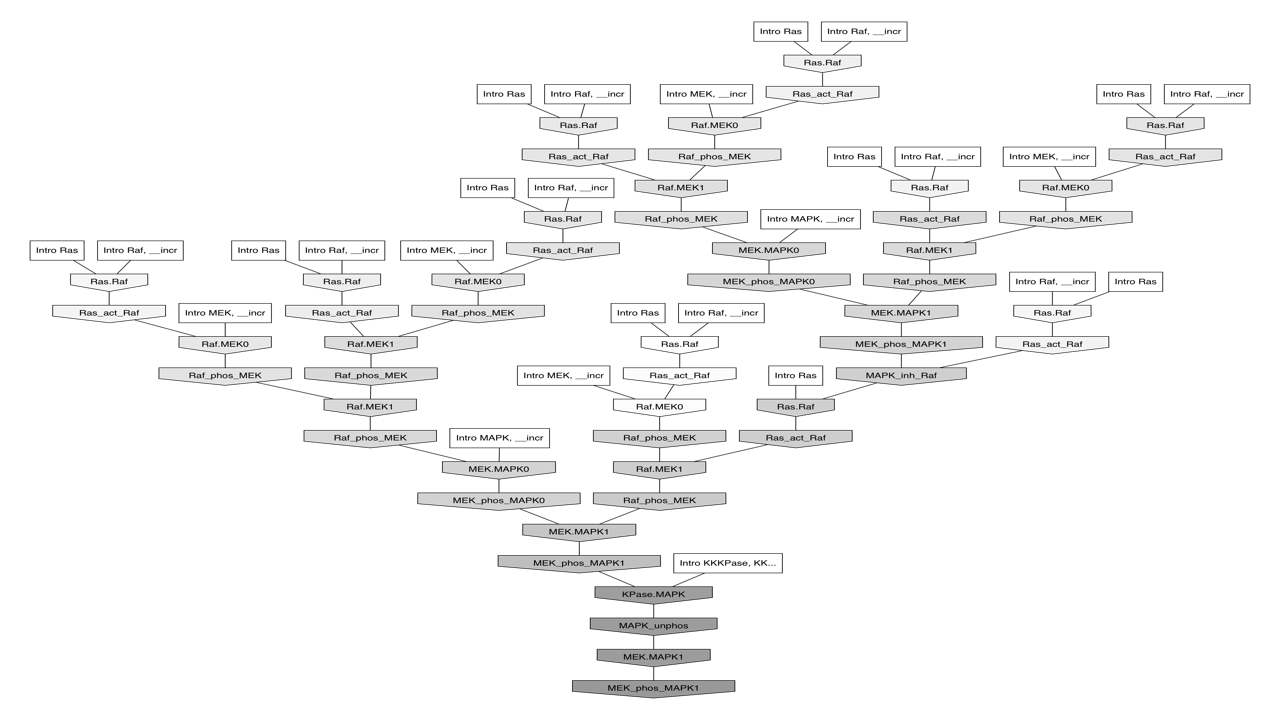 Intro Ras
Intro Raf, __incr
Ras.Raf
Intro Ras
Intro Raf, __incr
Intro MEK, __incr
Ras_act_Raf
Intro Ras
Intro Raf, __incr
Ras.Raf
Raf.MEK0
Ras.Raf
Ras_act_Raf
Raf_phos_MEK
Intro Ras
Intro Raf, __incr
Intro MEK, __incr
Ras_act_Raf
Intro Ras
Intro Raf, __incr
Raf.MEK1
Ras.Raf
Raf.MEK0
Ras.Raf
Raf_phos_MEK
Intro MAPK, __incr
Ras_act_Raf
Raf_phos_MEK
Intro Ras
Intro Raf, __incr
Intro Ras
Intro Raf, __incr
Intro MEK, __incr
Ras_act_Raf
MEK.MAPK0
Raf.MEK1
Ras.Raf
Ras.Raf
Raf.MEK0
MEK_phos_MAPK0
Raf_phos_MEK
Intro Raf, __incr
Intro Ras
Ras_act_Raf
Intro MEK, __incr
Ras_act_Raf
Raf_phos_MEK
Intro Ras
Intro Raf, __incr
MEK.MAPK1
Ras.Raf
Raf.MEK0
Raf.MEK1
Ras.Raf
MEK_phos_MAPK1
Ras_act_Raf
Raf_phos_MEK
Raf_phos_MEK
Intro MEK, __incr
Ras_act_Raf
Intro Ras
MAPK_inh_Raf
Raf.MEK1
Raf.MEK0
Ras.Raf
Raf_phos_MEK
Intro MAPK, __incr
Raf_phos_MEK
Ras_act_Raf
MEK.MAPK0
Raf.MEK1
MEK_phos_MAPK0
Raf_phos_MEK
MEK.MAPK1
MEK_phos_MAPK1
Intro KKKPase, KK...
KPase.MAPK
MAPK_unphos
MEK.MAPK1
MEK_phos_MAPK1